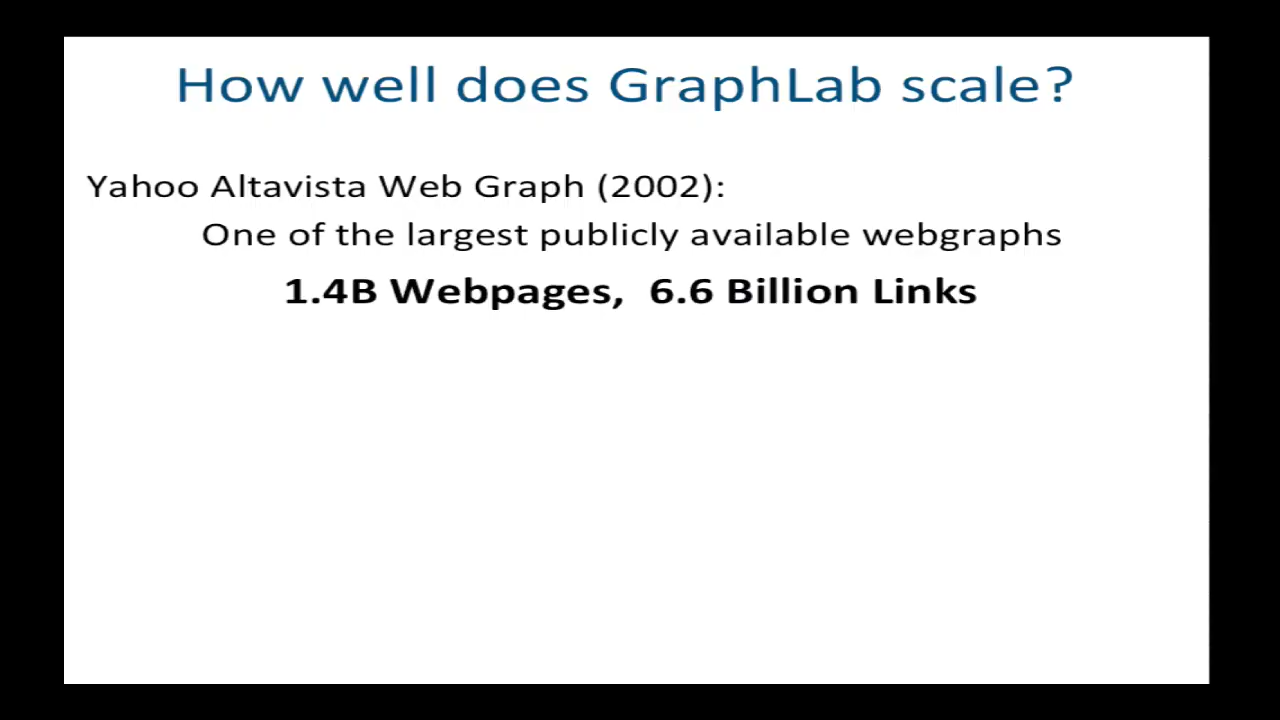 How well does GraphLab scale?
Yahoo Altavista Web Graph (2002):
One of the largest publicly available webgraphs
1.4B Webpages, 6.6 Billion Links